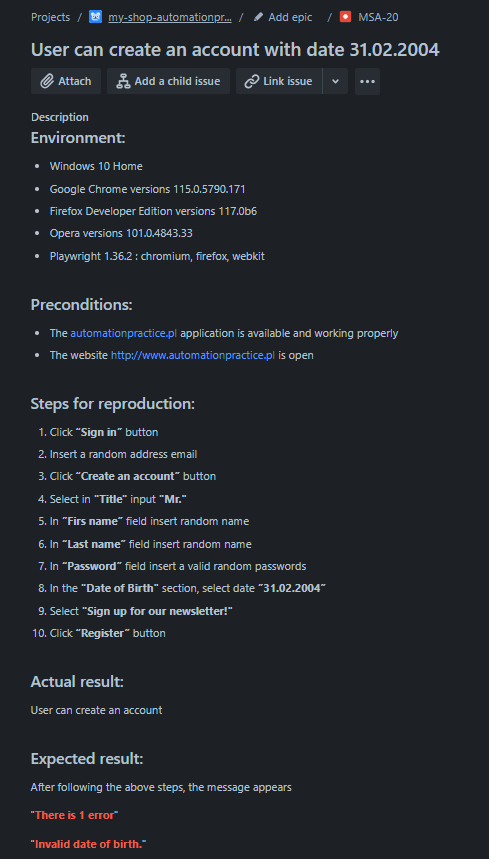 Projects / my-shop-automationpr... / Add epic / MSA-20
User can create an account with date 31.02.2004
Attach Add a child issue Link issue
Description
Environment:
• Windows 10 Home
• Google Chrome versions 115.0.5790.171
• Firefox Developer Edition versions 117.0b6
• Opera versions 101.0.4843.33
• Playwright 1.36.2 : chromium, firefox, webkit
Preconditions:
• The automationpractice.pl application is available and working properly
• The website http://www.automationpractice.pl is open
Steps for reproduction:
1. Click “Sign in” button
2. Insert a random address email
3. Click “Create an account” button
4. Select in "Title" input "Mr."
5. In “Firs name” field insert random name
6. In “Last name” field insert random name
7. In “Password” field insert a valid random passwords
8. In the "Date of Birth" section, select date “31.02.2004”
9. Select "Sign up for our newsletter!"
10. Click “Register” button
Actual result:
User can create an account
Expected result:
After following the above steps, the message appears
"There is 1 error"
"Invalid date of birth."